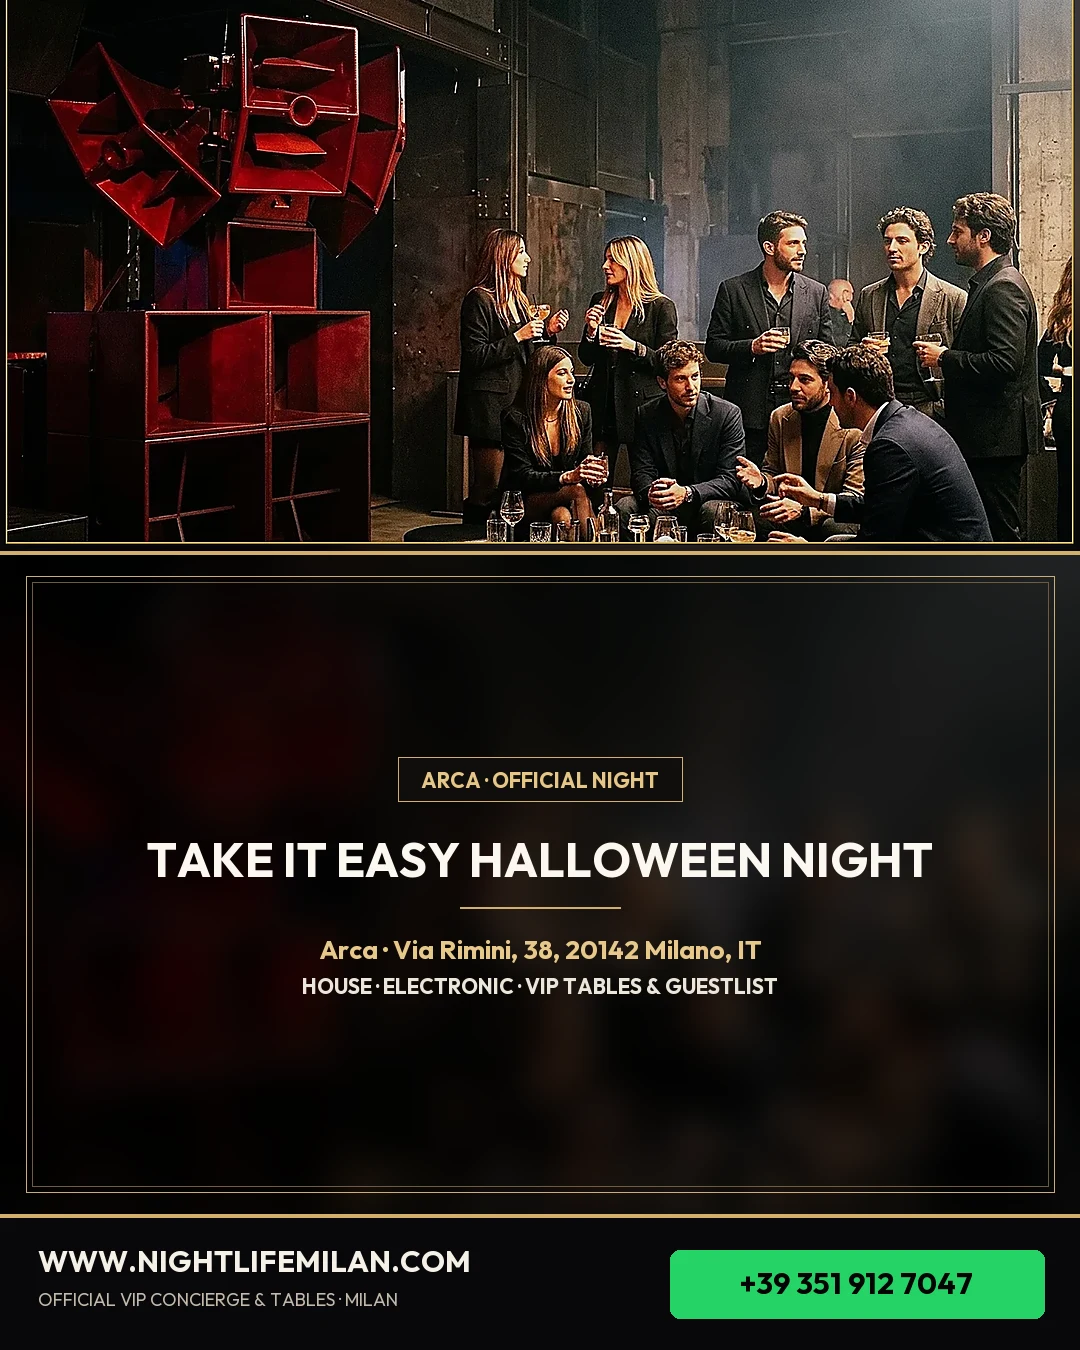 ARCA · OFFICIAL NIGHT
TAKE IT EASY HALLOWEEN NIGHT
Arca · Via Rimini, 38, 20142 Milano, IT
HOUSE · ELECTRONIC · VIP TABLES & GUESTLIST
WWW.NIGHTLIFEMILAN.COM
OFFICIAL VIP CONCIERGE & TABLES · MILAN
+39 351 912 7047